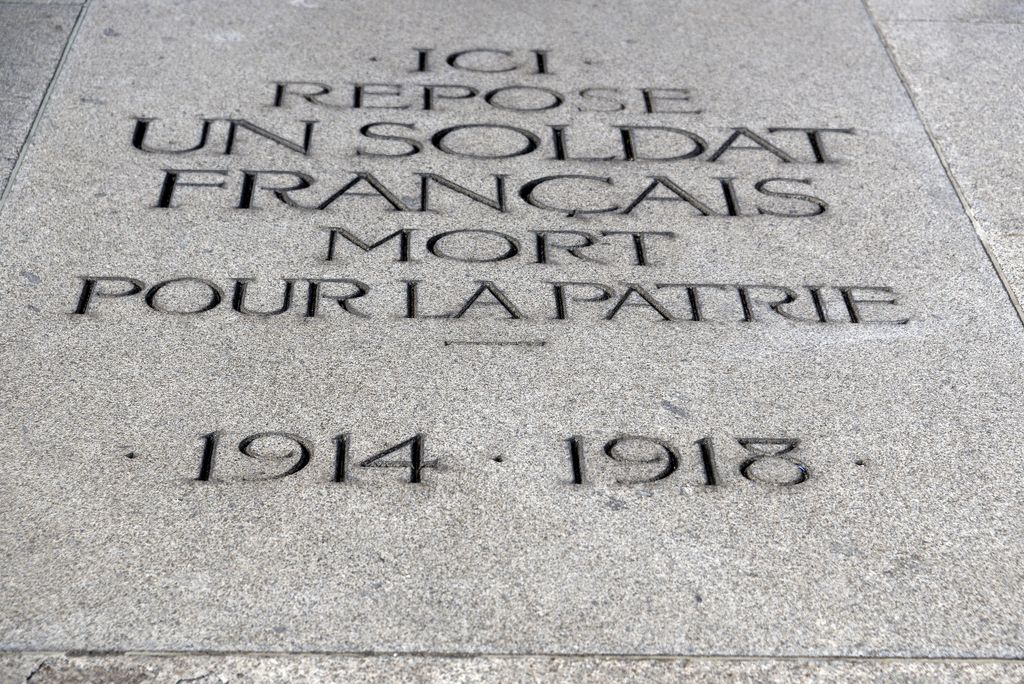 · ICI ·
REPOSE
UN SOLDAT
FRANÇAIS
MORT
POUR LA PATRIE
—
· 1914 · 1918 ·